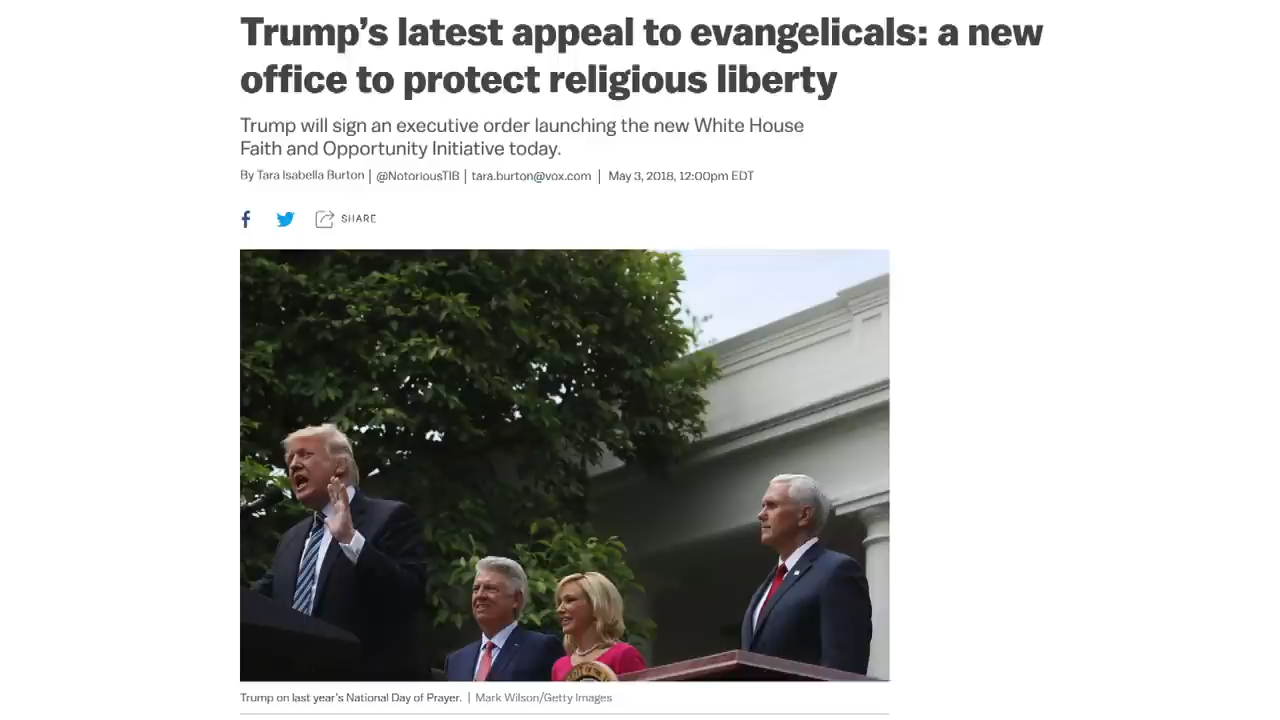 Trump’s latest appeal to evangelicals: a new
office to protect religious liberty
Trump will sign an executive order launching the new White House
Faith and Opportunity Initiative today.
By Tara Isabella Burton | @NotoriousTIB | tara.burton@vox.com | May 3, 2018, 12:00pm EDT
SHARE
Trump on last year’s National Day of Prayer. | Mark Wilson/Getty Images